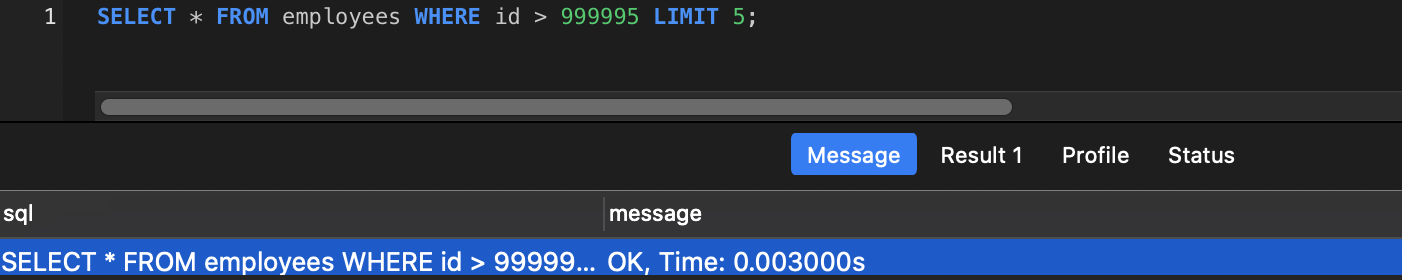 1 SELECT * FROM employees WHERE id > 999995 LIMIT 5;
Message Result 1 Profile Status
sql message
SELECT * FROM employees WHERE id > 99999... OK, Time: 0.003000s